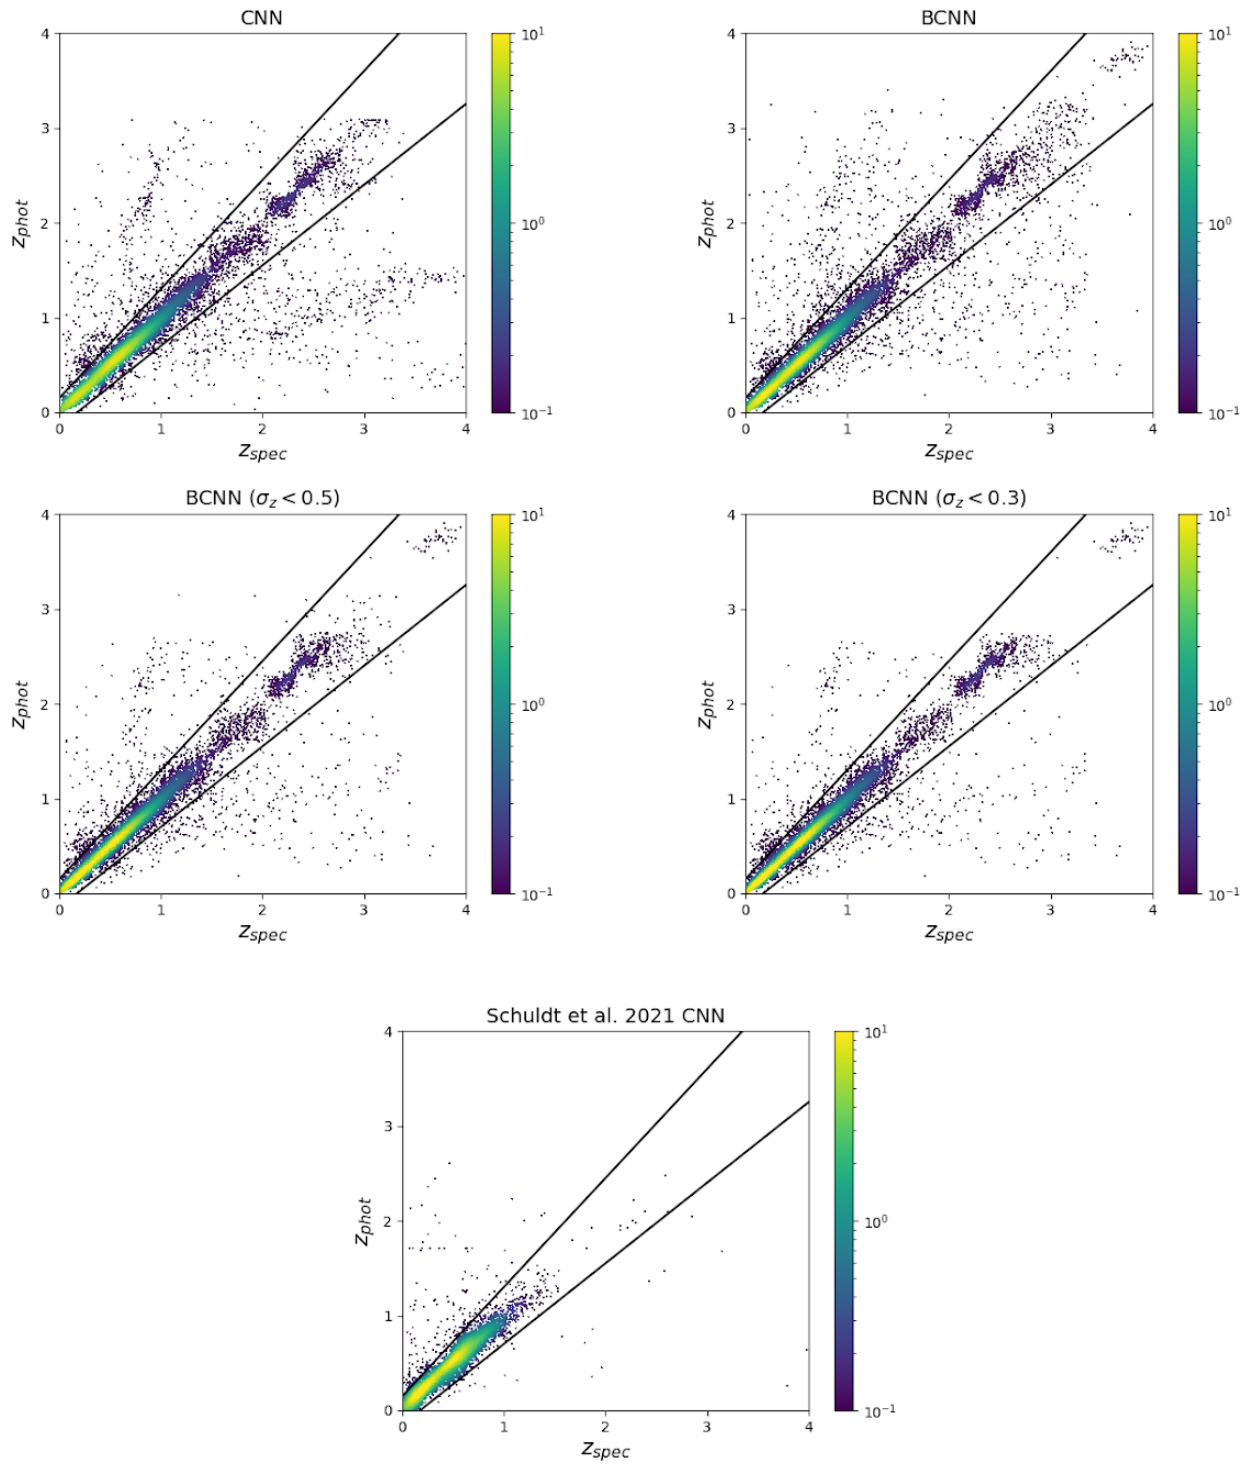 CNN
4
3
2
1
0
z_phot
0 1 2 3 4
z_spec
10^1
10^0
10^-1
BCNN
4
3
2
1
0
z_phot
0 1 2 3 4
z_spec
10^1
10^0
10^-1
BCNN (σ_z < 0.5)
4
3
2
1
0
z_phot
0 1 2 3 4
z_spec
10^1
10^0
10^-1
BCNN (σ_z < 0.3)
4
3
2
1
0
z_phot
0 1 2 3 4
z_spec
10^1
10^0
10^-1
Schuldt et al. 2021 CNN
4
3
2
1
0
z_phot
0 1 2 3 4
z_spec
10^1
10^0
10^-1